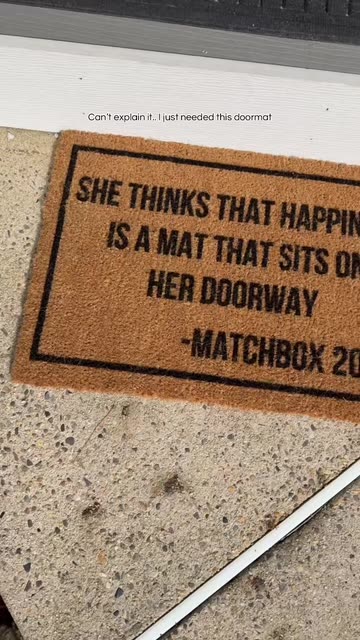 Can't explain it.. I just needed this doormat
SHE THINKS THAT HAPPIN
IS A MAT THAT SITS ON
HER DOORWAY
-MATCHBOX 20